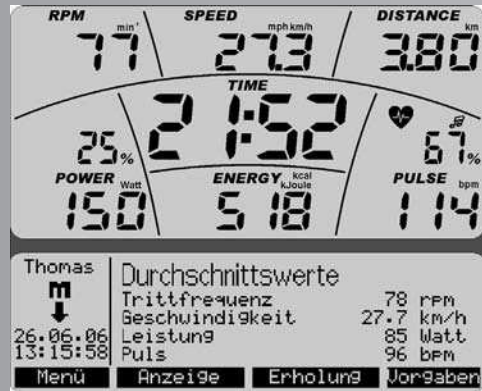 RPM SPEED DISTANCE
min⁻ mph km/h km
77 27.3 3.80
TIME
21:52
25% 67%
POWER Watt ENERGY kcal kJoule PULSE bpm
150 518 114
Thomas
m
26.06.06
13:15:58
Durchschnittswerte
Trittfrequenz 78 rpm
Geschwindigkeit 27.7 km/h
Leistung 85 Watt
Puls 96 bpm
Menü Anzeige Erholung Vorgaben